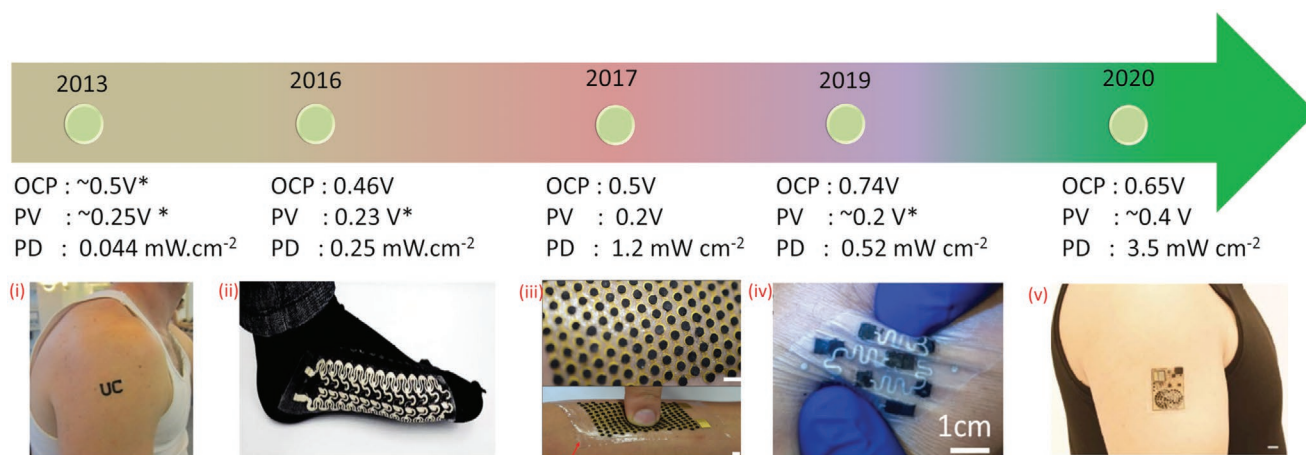 2013
2016
2017
2019
2020
OCP : ~0.5V*
PV : ~0.25V *
PD : 0.044 mW.cm-2
OCP : 0.46V
PV : 0.23 V*
PD : 0.25 mW.cm-2
OCP : 0.5V
PV : 0.2V
PD : 1.2 mW cm-2
OCP : 0.74V
PV : ~0.2 V*
PD : 0.52 mW cm-2
OCP : 0.65V
PV : ~0.4 V
PD : 3.5 mW cm-2
(i)
UC
(ii)
(iii)
(iv)
1cm
(v)